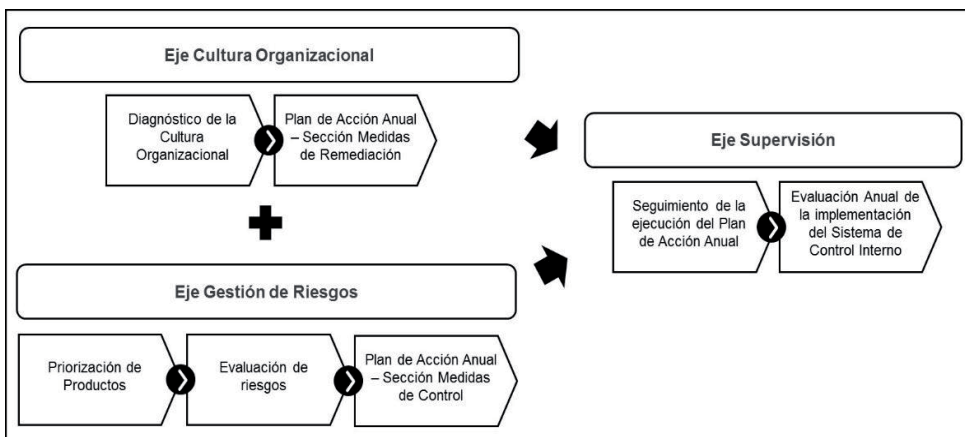 Eje Cultura Organizacional
Diagnóstico de la
Cultura
Organizacional
Plan de Acción Anual
– Sección Medidas
de Remediación
Eje Gestión de Riesgos
Priorización de
Productos
Evaluación de
riesgos
Plan de Acción Anual
– Sección Medidas
de Control
Eje Supervisión
Seguimiento de la
ejecución del Plan
de Acción Anual
Evaluación Anual de
la implementación
del Sistema de
Control Interno